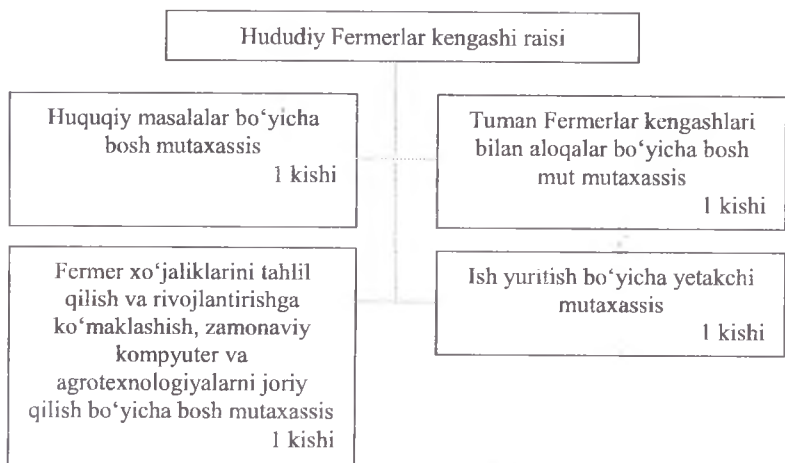 Hududiy Fermerlar kengashi raisi
Huquqiy masalalar bo‘yicha
bosh mutaxassis
1 kishi
Tuman Fermerlar kengashlari
bilan aloqalar bo‘yicha bosh
mut mutaxassis
1 kishi
Fermer xo‘jaliklarini tahlil
qilish va rivojlantirishga
ko‘maklashish, zamonaviy
kompyuter va
agrotexnologiyalarni joriy
qilish bo‘yicha bosh mutaxassis
1 kishi
Ish yuritish bo‘yicha yetakchi
mutaxassis
1 kishi